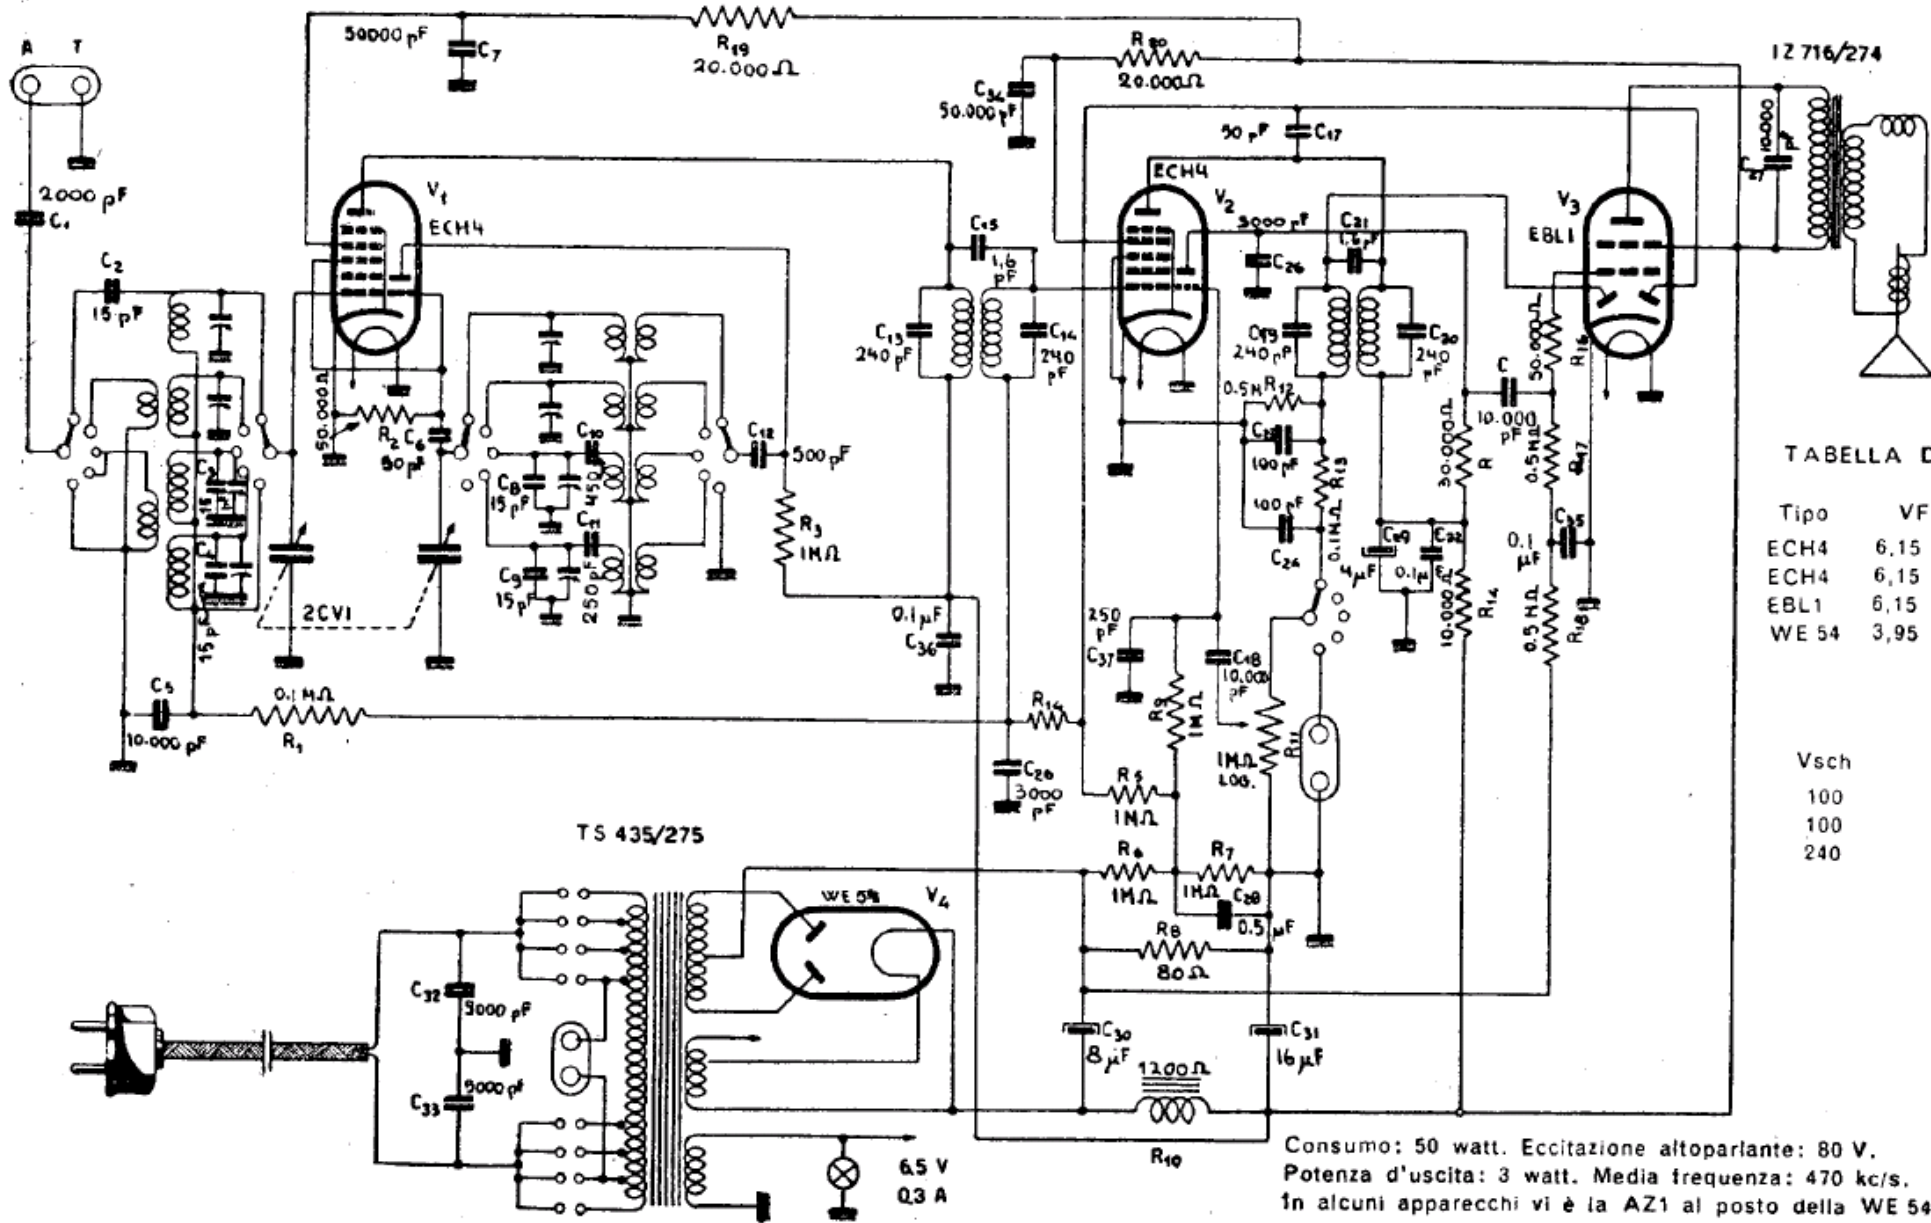 A T
50000 pF
C7
R19
20.000 Ω
R20
20.000 Ω
C34
50.000 pF
IZ 716/274
2000 pF
C1
V1
ECH4
50 pF C17
ECH4
V2
V3
EBL1
10.000 pF
C27
C2
15 pF
C15
1,6 pF
C26
C21
1,6 pF
C13
240 pF
C14
240 pF
C19
240 pF
C20
240 pF
50.000 Ω
R2
C6
50 pF
50.000 Ω
R16
C
10.000 pF
C8
15 pF
C10
C11
250 pF
C9
15 pF
C12
500 pF
R3
1 MΩ
0.5 M R12
100 pF
100 pF
C24
0.1 MΩ R13
30.000 Ω
R
0.5 MΩ
C35
0.1 μF
4 μF
C22
0.1 μF
10.000 Ω
R14
0.5 MΩ
R18
2CV1
15 pF
C5
10.000 pF
0.1 MΩ
R1
0.1 μF
C36
250 pF
C37
C18
10.000 pF
R9
1 MΩ
1 MΩ
LOG.
R11
R14
R5
1 MΩ
3000 pF
R6
1 MΩ
R7
1 MΩ
C28
0.5 μF
R8
80 Ω
TABELLA D
Tipo VF
ECH4 6,15
ECH4 6,15
EBL1 6,15
WE 54 3,95
Vsch
100
100
240
TS 435/275
V4
C32
C33
C30
8 μF
C31
16 μF
1200 Ω
R10
6.5 V
0,3 A
Consumo: 50 watt. Eccitazione altoparlante: 80 V.
Potenza d'uscita: 3 watt. Media frequenza: 470 kc/s.
In alcuni apparecchi vi è la AZ1 al posto della WE 54